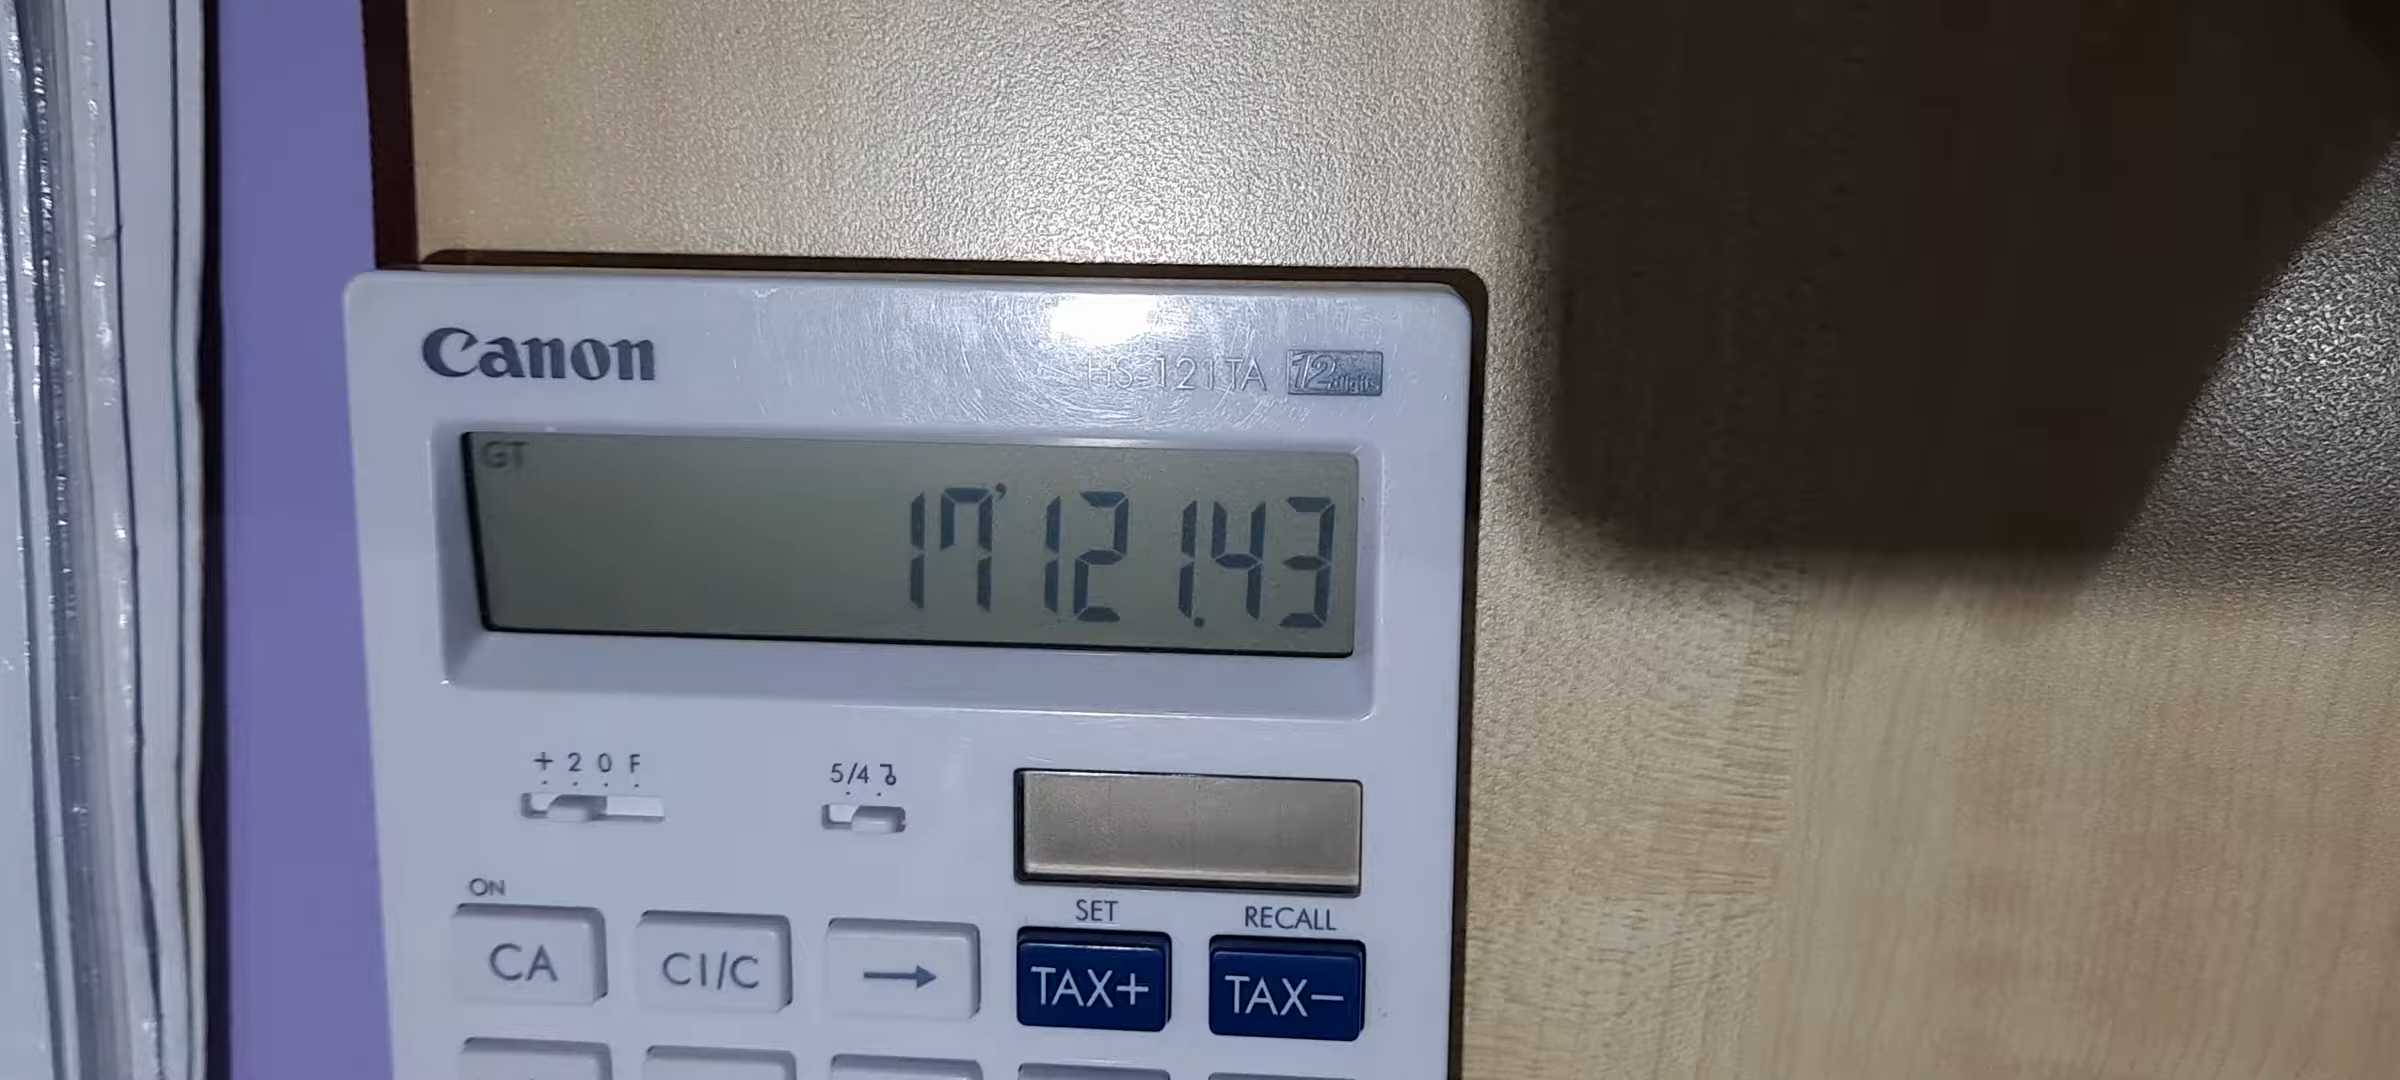 Canon
HS-121TA 12 digits
GT
17'121.43
+ 2 0 F
5/4
ON
SET RECALL
CA CI/C → TAX+ TAX−